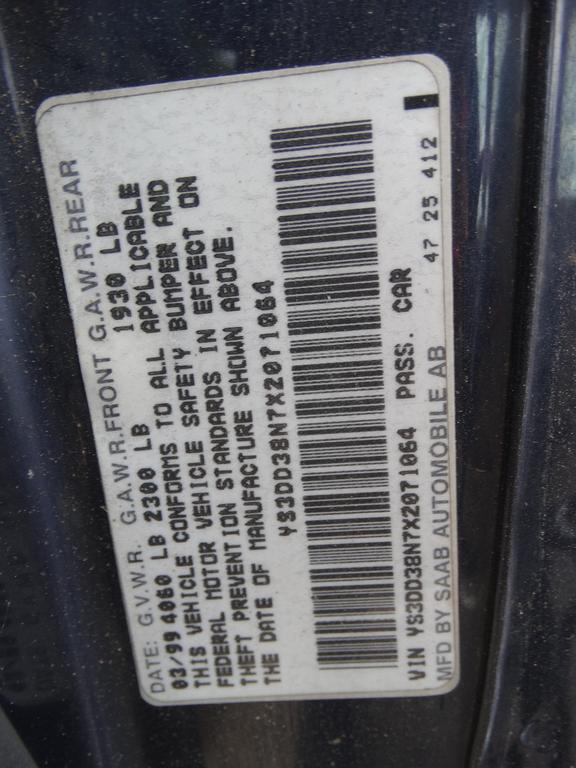 DATE: G.V.W.R. G.A.W.R.FRONT G.A.W.R.REAR
03/99 4060 LB 2300 LB 1930 LB
THIS VEHICLE CONFORMS TO ALL APPLICABLE
FEDERAL MOTOR VEHICLE SAFETY BUMPER AND
THEFT PREVENTION STANDARDS IN EFFECT ON
THE DATE OF MANUFACTURE SHOWN ABOVE.
YS3DD38N7X2071064
VIN YS3DD38N7X2071064 PASS. CAR
MFD BY SAAB AUTOMOBILE AB 47 25 412